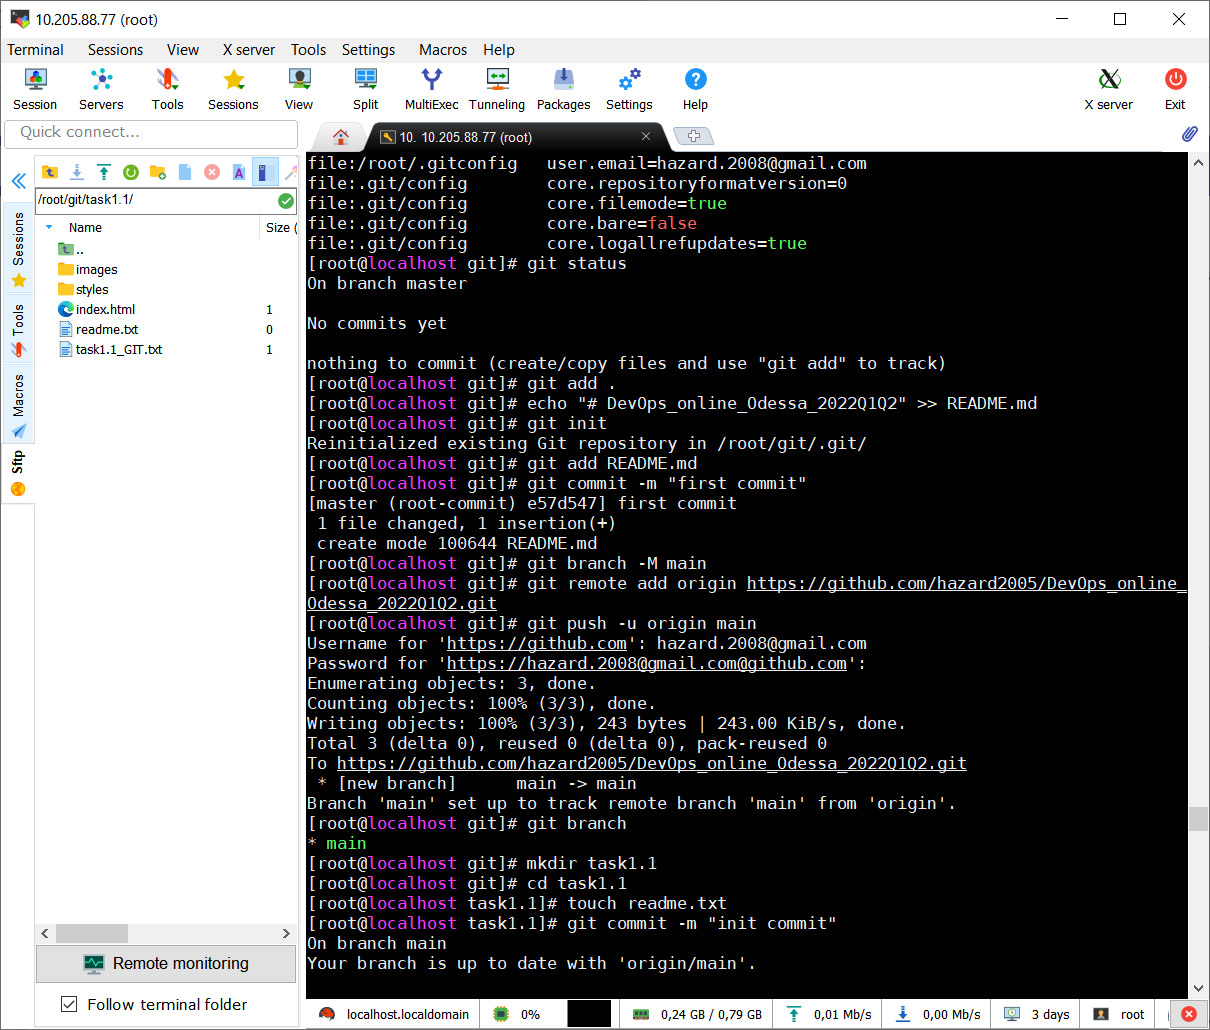 10.205.88.77 (root)
Terminal Sessions View X server Tools Settings Macros Help
Session Servers Tools Sessions View Split MultiExec Tunneling Packages Settings Help X server Exit
Quick connect...
10. 10.205.88.77 (root)
/root/git/task1.1/
Name Size (
..
images
styles
index.html 1
readme.txt 0
task1.1_GIT.txt 1
Sessions
Tools
Macros
Sftp
Remote monitoring
Follow terminal folder
file:/root/.gitconfig user.email=hazard.2008@gmail.com
file:.git/config core.repositoryformatversion=0
file:.git/config core.filemode=true
file:.git/config core.bare=false
file:.git/config core.logallrefupdates=true
[root@localhost git]# git status
On branch master
No commits yet
nothing to commit (create/copy files and use "git add" to track)
[root@localhost git]# git add .
[root@localhost git]# echo "# DevOps_online_Odessa_2022Q1Q2" >> README.md
[root@localhost git]# git init
Reinitialized existing Git repository in /root/git/.git/
[root@localhost git]# git add README.md
[root@localhost git]# git commit -m "first commit"
[master (root-commit) e57d547] first commit
1 file changed, 1 insertion(+)
create mode 100644 README.md
[root@localhost git]# git branch -M main
[root@localhost git]# git remote add origin https://github.com/hazard2005/DevOps_online_
Odessa_2022Q1Q2.git
[root@localhost git]# git push -u origin main
Username for 'https://github.com': hazard.2008@gmail.com
Password for 'https://hazard.2008@gmail.com@github.com':
Enumerating objects: 3, done.
Counting objects: 100% (3/3), done.
Writing objects: 100% (3/3), 243 bytes | 243.00 KiB/s, done.
Total 3 (delta 0), reused 0 (delta 0), pack-reused 0
To https://github.com/hazard2005/DevOps_online_Odessa_2022Q1Q2.git
* [new branch] main -> main
Branch 'main' set up to track remote branch 'main' from 'origin'.
[root@localhost git]# git branch
* main
[root@localhost git]# mkdir task1.1
[root@localhost git]# cd task1.1
[root@localhost task1.1]# touch readme.txt
[root@localhost task1.1]# git commit -m "init commit"
On branch main
Your branch is up to date with 'origin/main'.
localhost.localdomain 0% 0,24 GB / 0,79 GB 0,01 Mb/s 0,00 Mb/s 3 days root